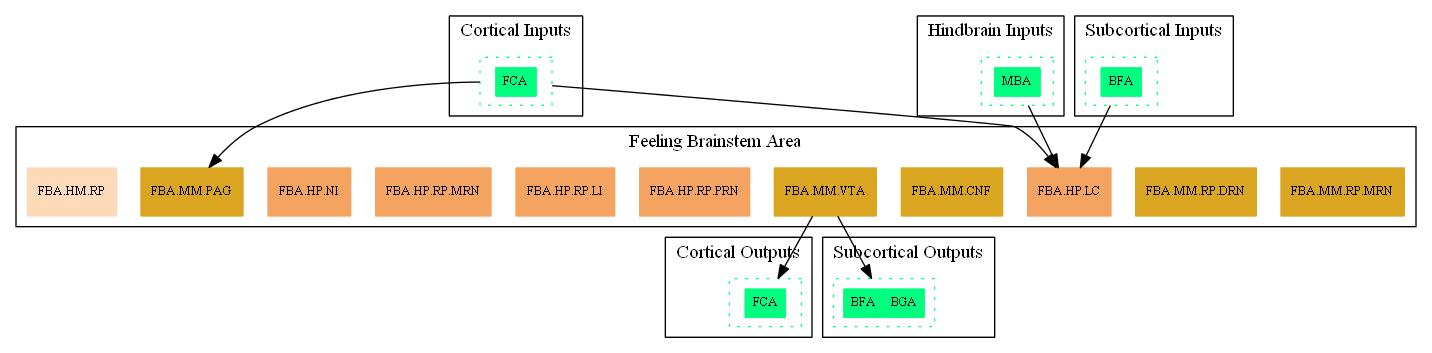 Cortical Inputs
Hindbrain Inputs
Subcortical Inputs
FCA
MBA
BFA
Feeling Brainstem Area
FBA.HM.RP
FBA.MM.PAG
FBA.HP.NI
FBA.HP.RP.MRN
FBA.HP.RP.LI
FBA.HP.RP.PRN
FBA.MM.VTA
FBA.MM.CNF
FBA.HP.LC
FBA.MM.RP.DRN
FBA.MM.RP.MRN
Cortical Outputs
Subcortical Outputs
FCA
BFA BGA